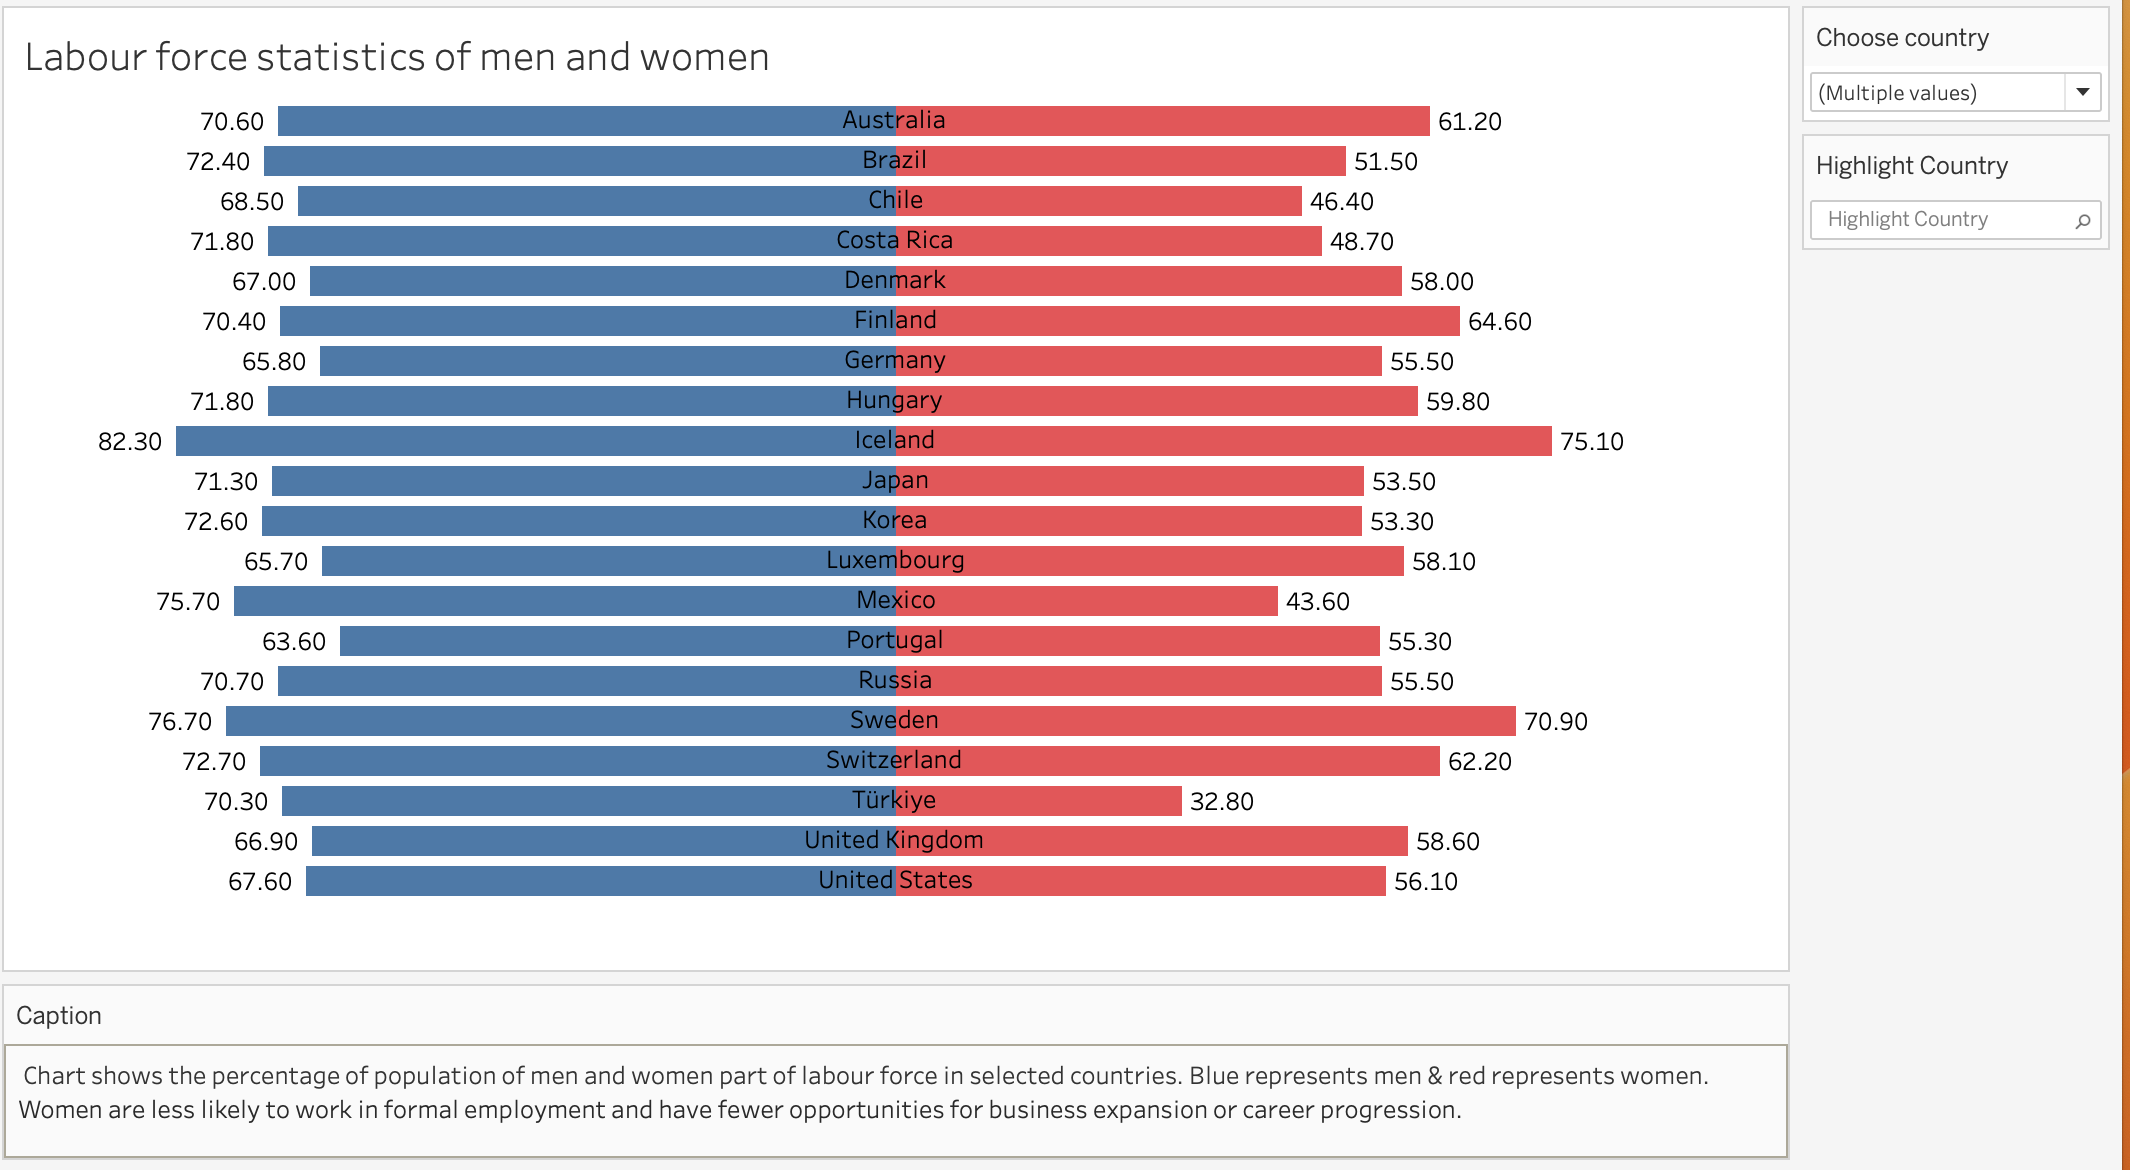 Labour force statistics of men and women
70.60 Australia 61.20
72.40 Brazil 51.50
68.50 Chile 46.40
71.80 Costa Rica 48.70
67.00 Denmark 58.00
70.40 Finland 64.60
65.80 Germany 55.50
71.80 Hungary 59.80
82.30 Iceland 75.10
71.30 Japan 53.50
72.60 Korea 53.30
65.70 Luxembourg 58.10
75.70 Mexico 43.60
63.60 Portugal 55.30
70.70 Russia 55.50
76.70 Sweden 70.90
72.70 Switzerland 62.20
70.30 Türkiye 32.80
66.90 United Kingdom 58.60
67.60 United States 56.10
Choose country
(Multiple values)
Highlight Country
Highlight Country
Caption
Chart shows the percentage of population of men and women part of labour force in selected countries. Blue represents men & red represents women.
Women are less likely to work in formal employment and have fewer opportunities for business expansion or career progression.